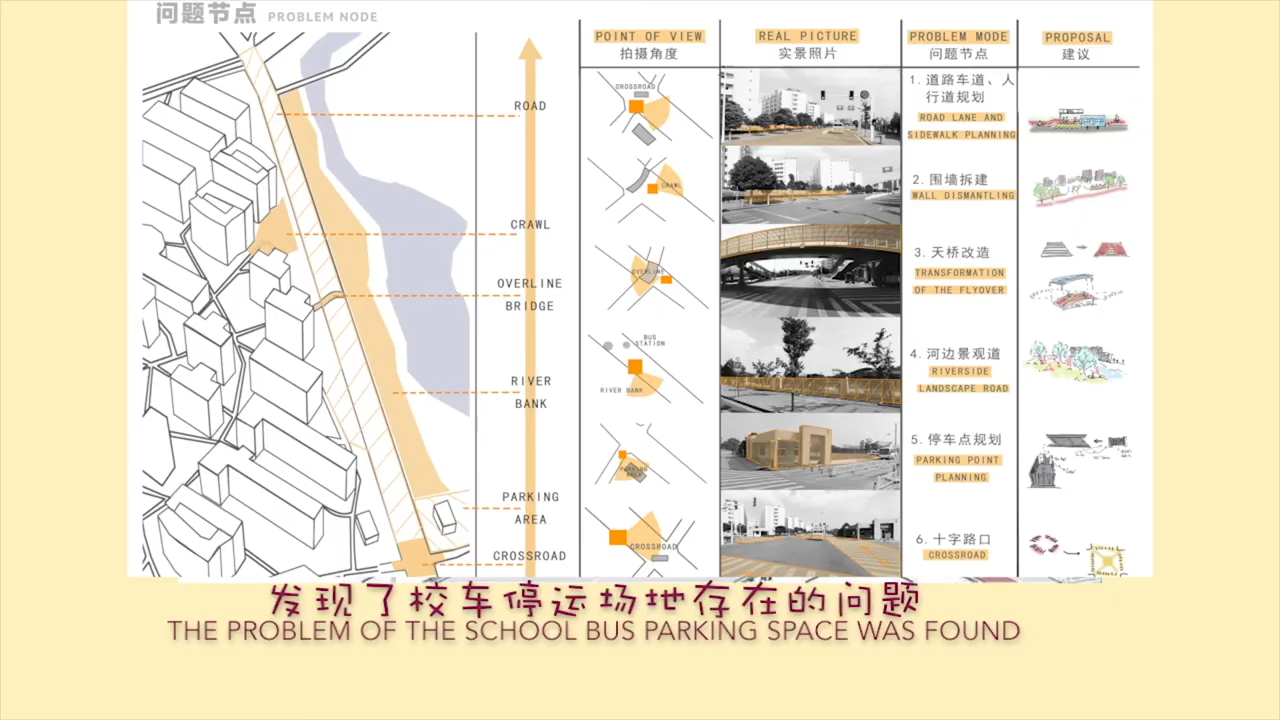 问题节点 PROBLEM NODE
ROAD
CRAWL
OVERLINE
BRIDGE
RIVER
BANK
PARKING
AREA
CROSSROAD
POINT OF VIEW
拍摄角度
CROSSROAD
CRAWL
OVERLINE
BUS
STATION
RIVER BANK
PARKING
AREA
CROSSROAD
REAL PICTURE
实景照片
PROBLEM MODE
问题节点
1. 道路车道、人
行道规划
ROAD LANE AND
SIDEWALK PLANNING
2. 围墙拆建
WALL DISMANTLING
3. 天桥改造
TRANSFORMATION
OF THE FLYOVER
4. 河边景观道
RIVERSIDE
LANDSCAPE ROAD
5. 停车点规划
PARKING POINT
PLANNING
6. 十字路口
CROSSROAD
PROPOSAL
建议
发现了校车停运场地存在的问题
THE PROBLEM OF THE SCHOOL BUS PARKING SPACE WAS FOUND